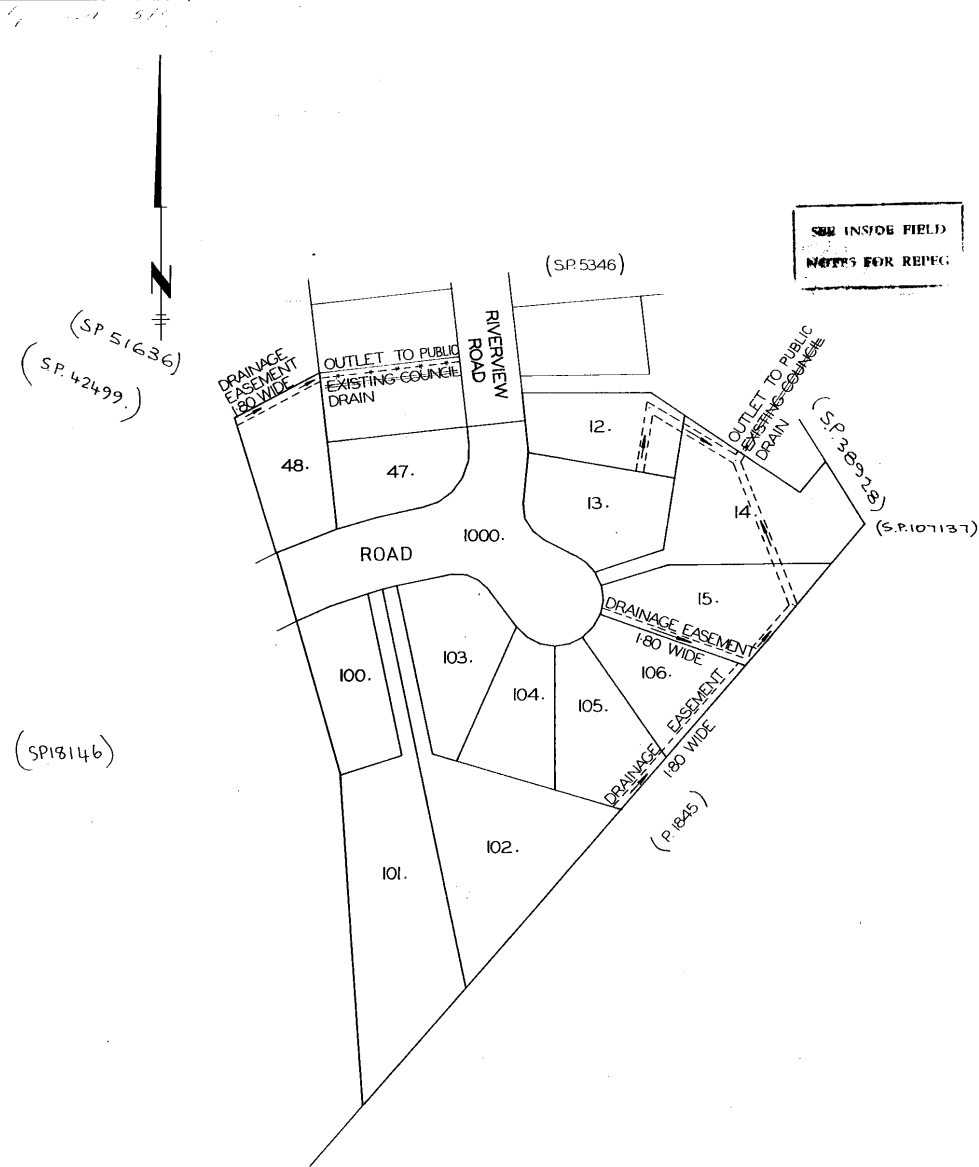 SEE INSIDE FIELD
NOTES FOR REPEG
(S.P. 5346)
N
(SP 51636)
(S.P. 42499.)
RIVERVIEW
ROAD
DRAINAGE
EASEMENT
1·80 WIDE
OUTLET TO PUBLIC
EXISTING COUNCIL
DRAIN
OUTLET TO PUBLIC
EXISTING COUNCIL
DRAIN
(S.P. 38928)
(S.P.107137)
12.
48.
47.
13.
14.
1000.
ROAD
15.
DRAINAGE EASEMENT
1·80 WIDE
100.
103.
104.
105.
106.
DRAINAGE EASEMENT
1·80 WIDE
(SP18146)
(P.1845)
102.
101.